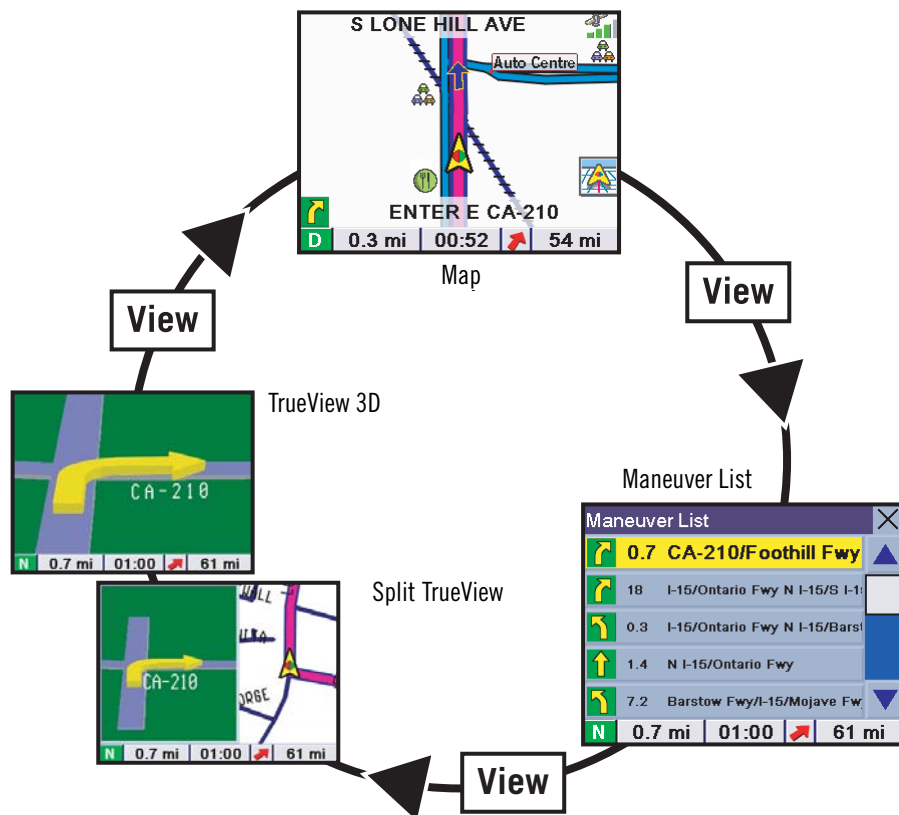 S LONE HILL AVE
Auto Centre
ENTER E CA-210
D 0.3 mi 00:52 54 mi
Map
View
View
TrueView 3D
CA-210
N 0.7 mi 01:00 61 mi
Maneuver List
Maneuver List
0.7 CA-210/Foothill Fwy
18 I-15/Ontario Fwy N I-15/S I-1
0.3 I-15/Ontario Fwy N I-15/Barst
1.4 N I-15/Ontario Fwy
7.2 Barstow Fwy/I-15/Mojave Fw
N 0.7 mi 01:00 61 mi
Split TrueView
CA-210
N 0.7 mi 01:00 61 mi
View